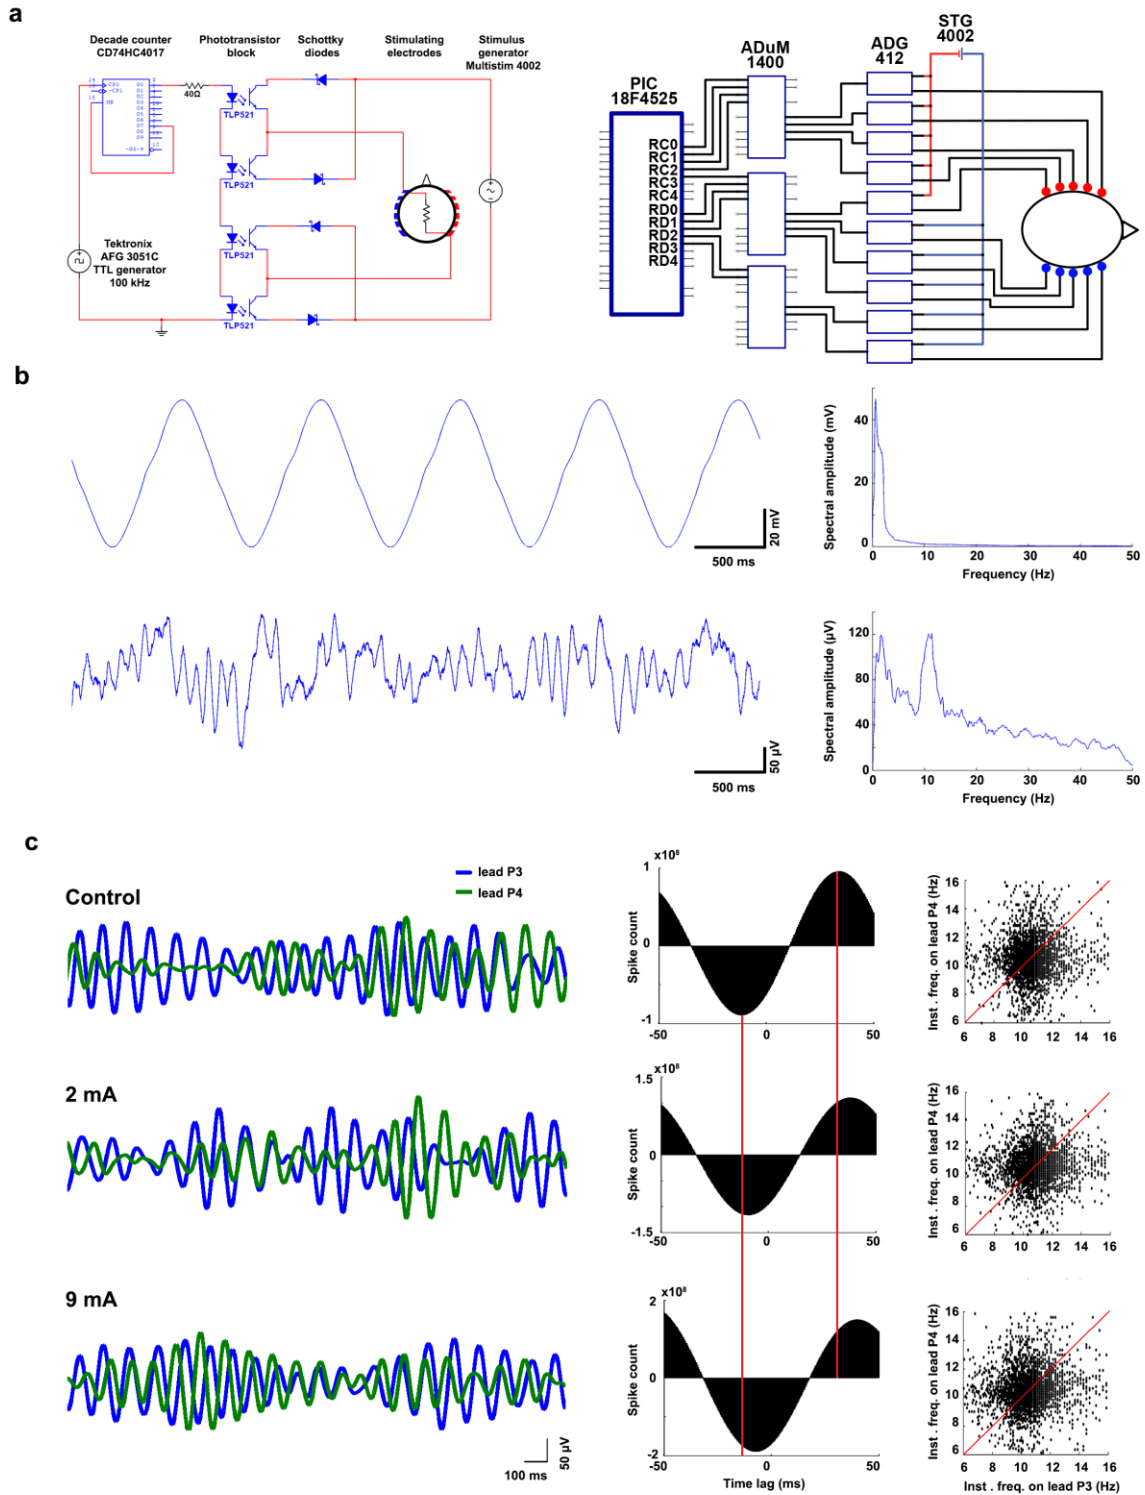 a
Decade counter
CD74HC4017
Phototransistor
block
Schottky
diodes
Stimulating
electrodes
Stimulus
generator
Multistim 4002
40Ω
TLP521
TLP521
TLP521
TLP521
Tektronix
AFG 3051C
TTL generator
100 kHz
STG
4002
ADuM
1400
ADG
412
PIC
18F4525
RC0
RC1
RC2
RC3
RC4
RD0
RD1
RD2
RD3
RD4
b
20 mV
500 ms
Spectral amplitude (mV)
40
20
0
0 10 20 30 40 50
Frequency (Hz)
50 µV
500 ms
Spectral amplitude (µV)
120
80
40
0
0 10 20 30 40 50
Frequency (Hz)
c
lead P3
lead P4
Control
x10⁸
1
0
-1
Spike count
-50 0 50
Inst . freq. on lead P4 (Hz)
16
14
12
10
8
6
6 8 10 12 14 16
2 mA
x10⁸
1.5
0
-1.5
Spike count
-50 0 50
Inst . freq. on lead P4 (Hz)
16
14
12
10
8
6
6 8 10 12 14 16
9 mA
x10⁸
2
0
-2
Spike count
-50 0 50
Time lag (ms)
Inst . freq. on lead P4 (Hz)
16
14
12
10
8
6
6 8 10 12 14 16
Inst . freq. on lead P3 (Hz)
50 µV
100 ms